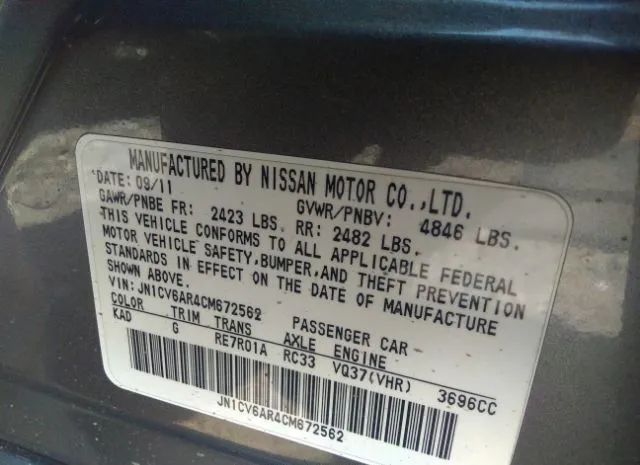 MANUFACTURED BY NISSAN MOTOR CO.,LTD.
DATE: 09/11 GVWR/PNBV: 4846 LBS.
GAWR/PNBE FR: 2423 LBS. RR: 2482 LBS.
THIS VEHICLE CONFORMS TO ALL APPLICABLE FEDERAL
MOTOR VEHICLE SAFETY, BUMPER, AND THEFT PREVENTION
STANDARDS IN EFFECT ON THE DATE OF MANUFACTURE
SHOWN ABOVE.
VIN: JN1CV6AR4CM672562 PASSENGER CAR
COLOR TRIM TRANS AXLE ENGINE
KAD G RE7R01A RC33 VQ37(VHR) 3696CC
JN1CV6AR4CM672562